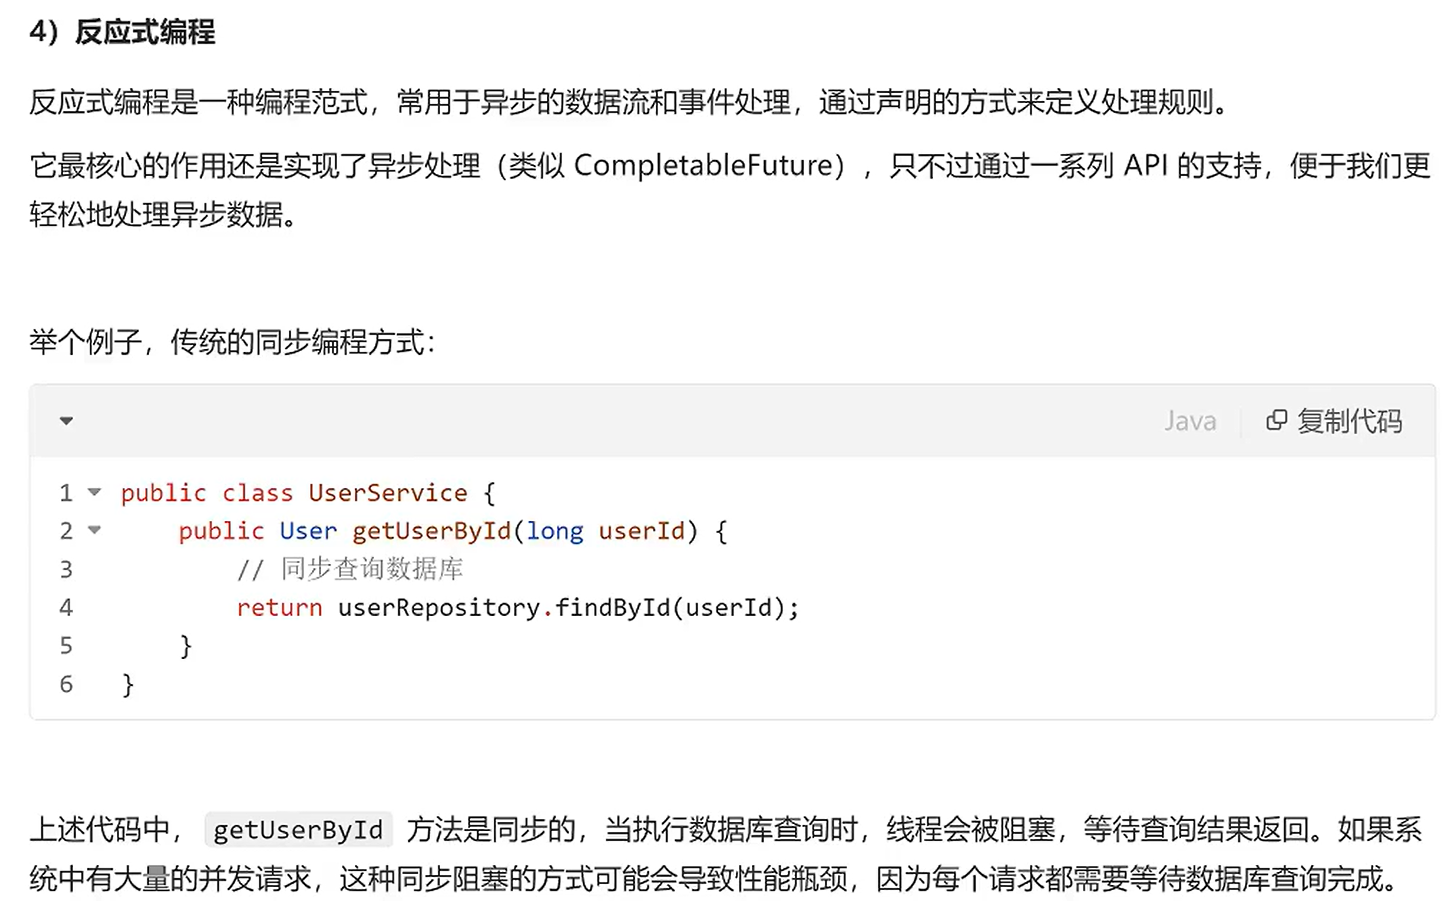 4）反应式编程
反应式编程是一种编程范式，常用于异步的数据流和事件处理，通过声明的方式来定义处理规则。
它最核心的作用还是实现了异步处理（类似 CompletableFuture），只不过通过一系列 API 的支持，便于我们更
轻松地处理异步数据。
举个例子，传统的同步编程方式：
Java 复制代码
1 public class UserService {
2     public User getUserById(long userId) {
3         // 同步查询数据库
4         return userRepository.findById(userId);
5     }
6 }
上述代码中， getUserById 方法是同步的，当执行数据库查询时，线程会被阻塞，等待查询结果返回。如果系
统中有大量的并发请求，这种同步阻塞的方式可能会导致性能瓶颈，因为每个请求都需要等待数据库查询完成。